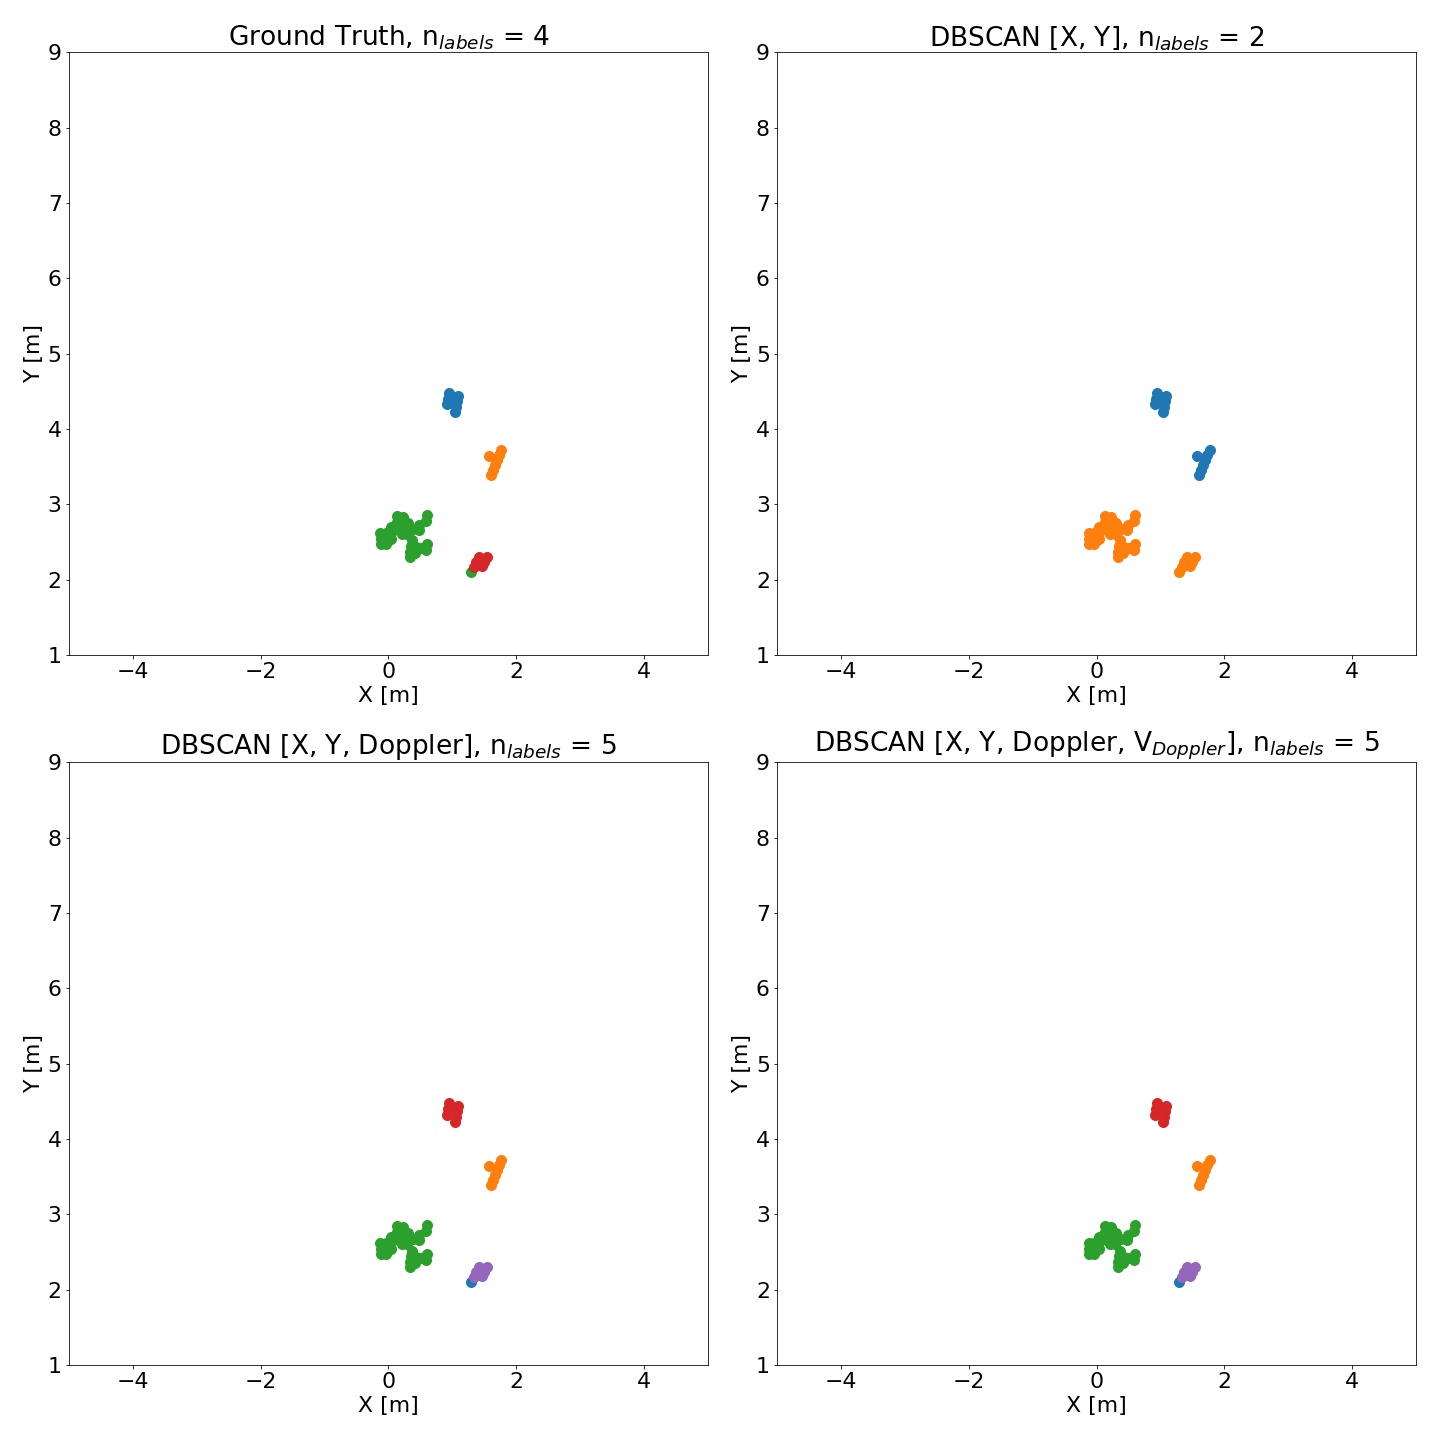 Ground Truth, n_labels = 4
9
8
7
6
5
4
3
2
1
Y [m]
−4 −2 0 2 4
X [m]
DBSCAN [X, Y], n_labels = 2
9
8
7
6
5
4
3
2
1
Y [m]
−4 −2 0 2 4
X [m]
DBSCAN [X, Y, Doppler], n_labels = 5
9
8
7
6
5
4
3
2
1
Y [m]
−4 −2 0 2 4
X [m]
DBSCAN [X, Y, Doppler, V_Doppler], n_labels = 5
9
8
7
6
5
4
3
2
1
Y [m]
−4 −2 0 2 4
X [m]